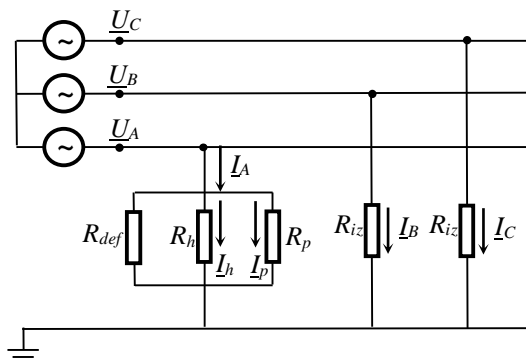 ~ U_C
~ U_B
~ U_A
I_A
R_def R_h R_p R_iz R_iz
I_h I_p I_B I_C